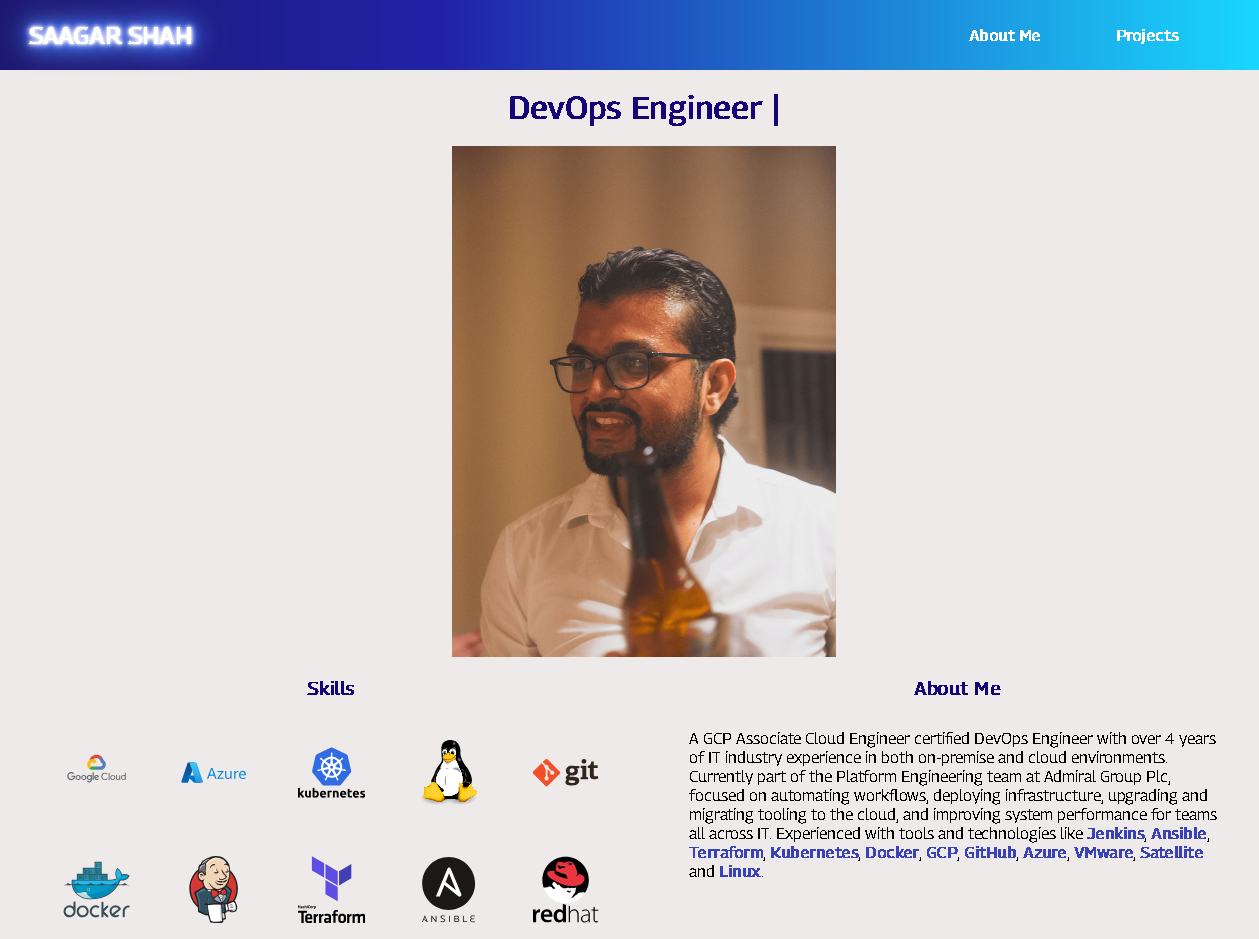 SAAGAR SHAH
About Me
Projects
DevOps Engineer |
Skills
Google Cloud
Azure
kubernetes
git
docker
HashiCorp
Terraform
ANSIBLE
redhat
About Me
A GCP Associate Cloud Engineer certified DevOps Engineer with over 4 years
of IT industry experience in both on-premise and cloud environments.
Currently part of the Platform Engineering team at Admiral Group Plc,
focused on automating workflows, deploying infrastructure, upgrading and
migrating tooling to the cloud, and improving system performance for teams
all across IT. Experienced with tools and technologies like Jenkins, Ansible,
Terraform, Kubernetes, Docker, GCP, GitHub, Azure, VMware, Satellite
and Linux.